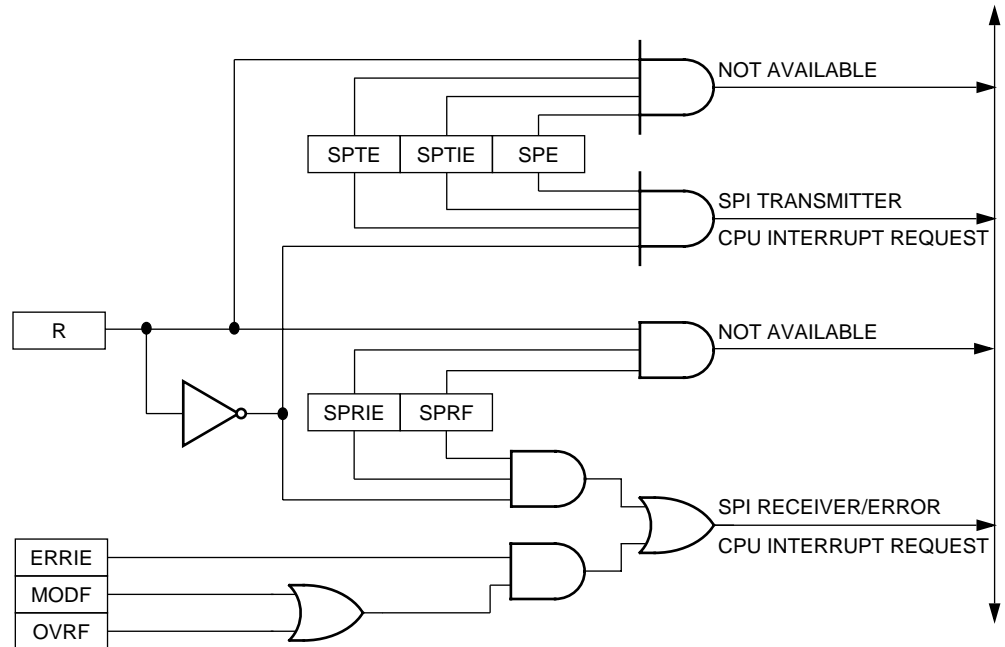 NOT AVAILABLE
SPTE SPTIE SPE
SPI TRANSMITTER
CPU INTERRUPT REQUEST
R
NOT AVAILABLE
SPRIE SPRF
SPI RECEIVER/ERROR
CPU INTERRUPT REQUEST
ERRIE
MODF
OVRF